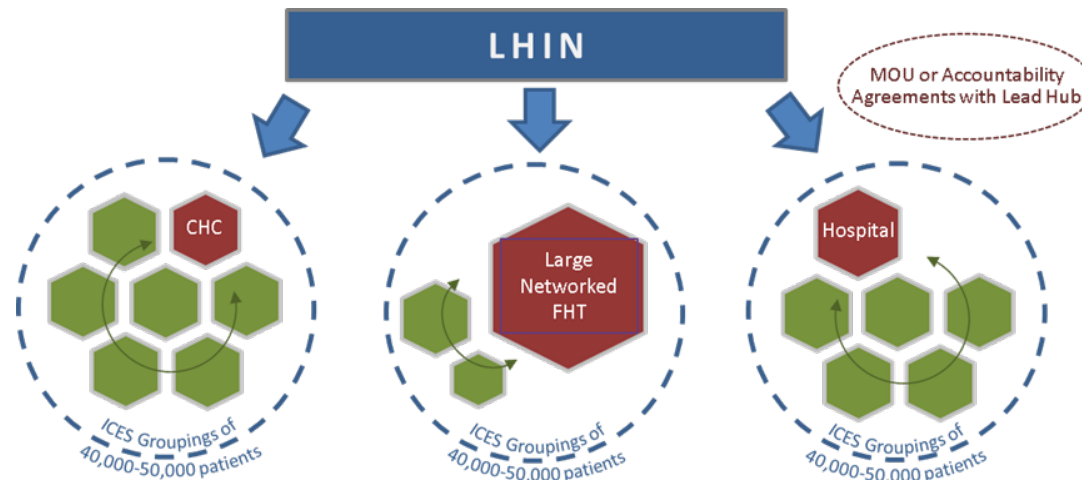 LHIN
MOU or Accountability
Agreements with Lead Hub
CHC
Large
Networked
FHT
Hospital
ICES Groupings of
40,000-50,000 patients
ICES Groupings of
40,000-50,000 patients
ICES Groupings of
40,000-50,000 patients